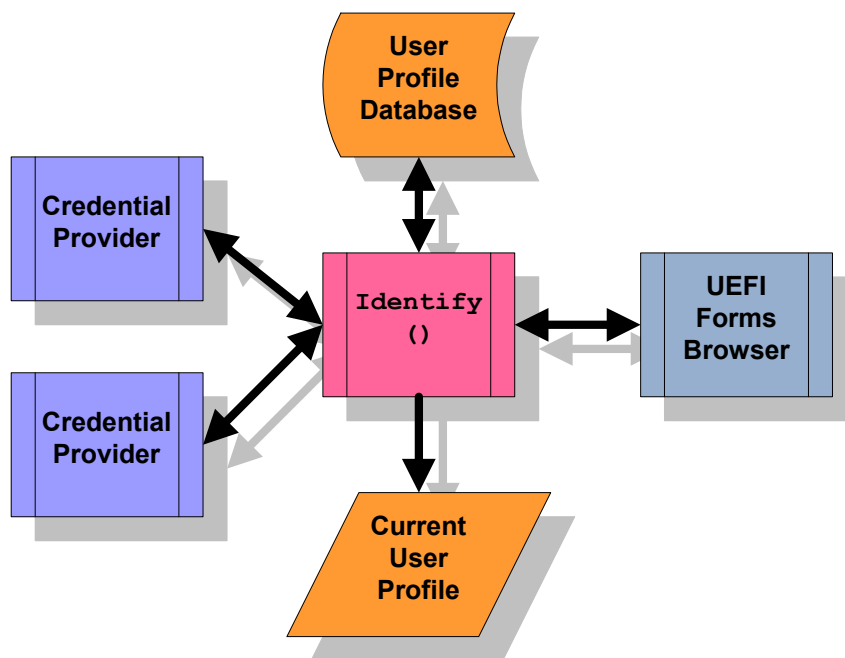 User
Profile
Database
Credential
Provider
Identify
()
UEFI
Forms
Browser
Credential
Provider
Current
User
Profile